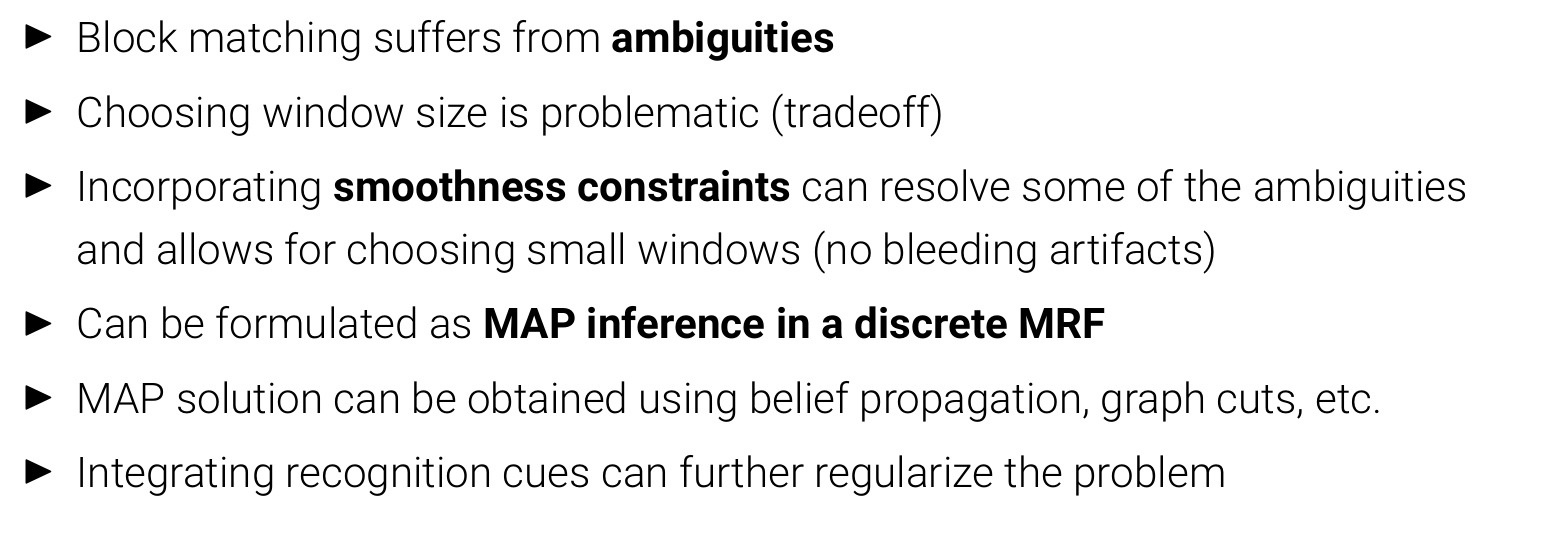 ► Block matching suffers from ambiguities
► Choosing window size is problematic (tradeoff)
► Incorporating smoothness constraints can resolve some of the ambiguities
and allows for choosing small windows (no bleeding artifacts)
► Can be formulated as MAP inference in a discrete MRF
► MAP solution can be obtained using belief propagation, graph cuts, etc.
► Integrating recognition cues can further regularize the problem